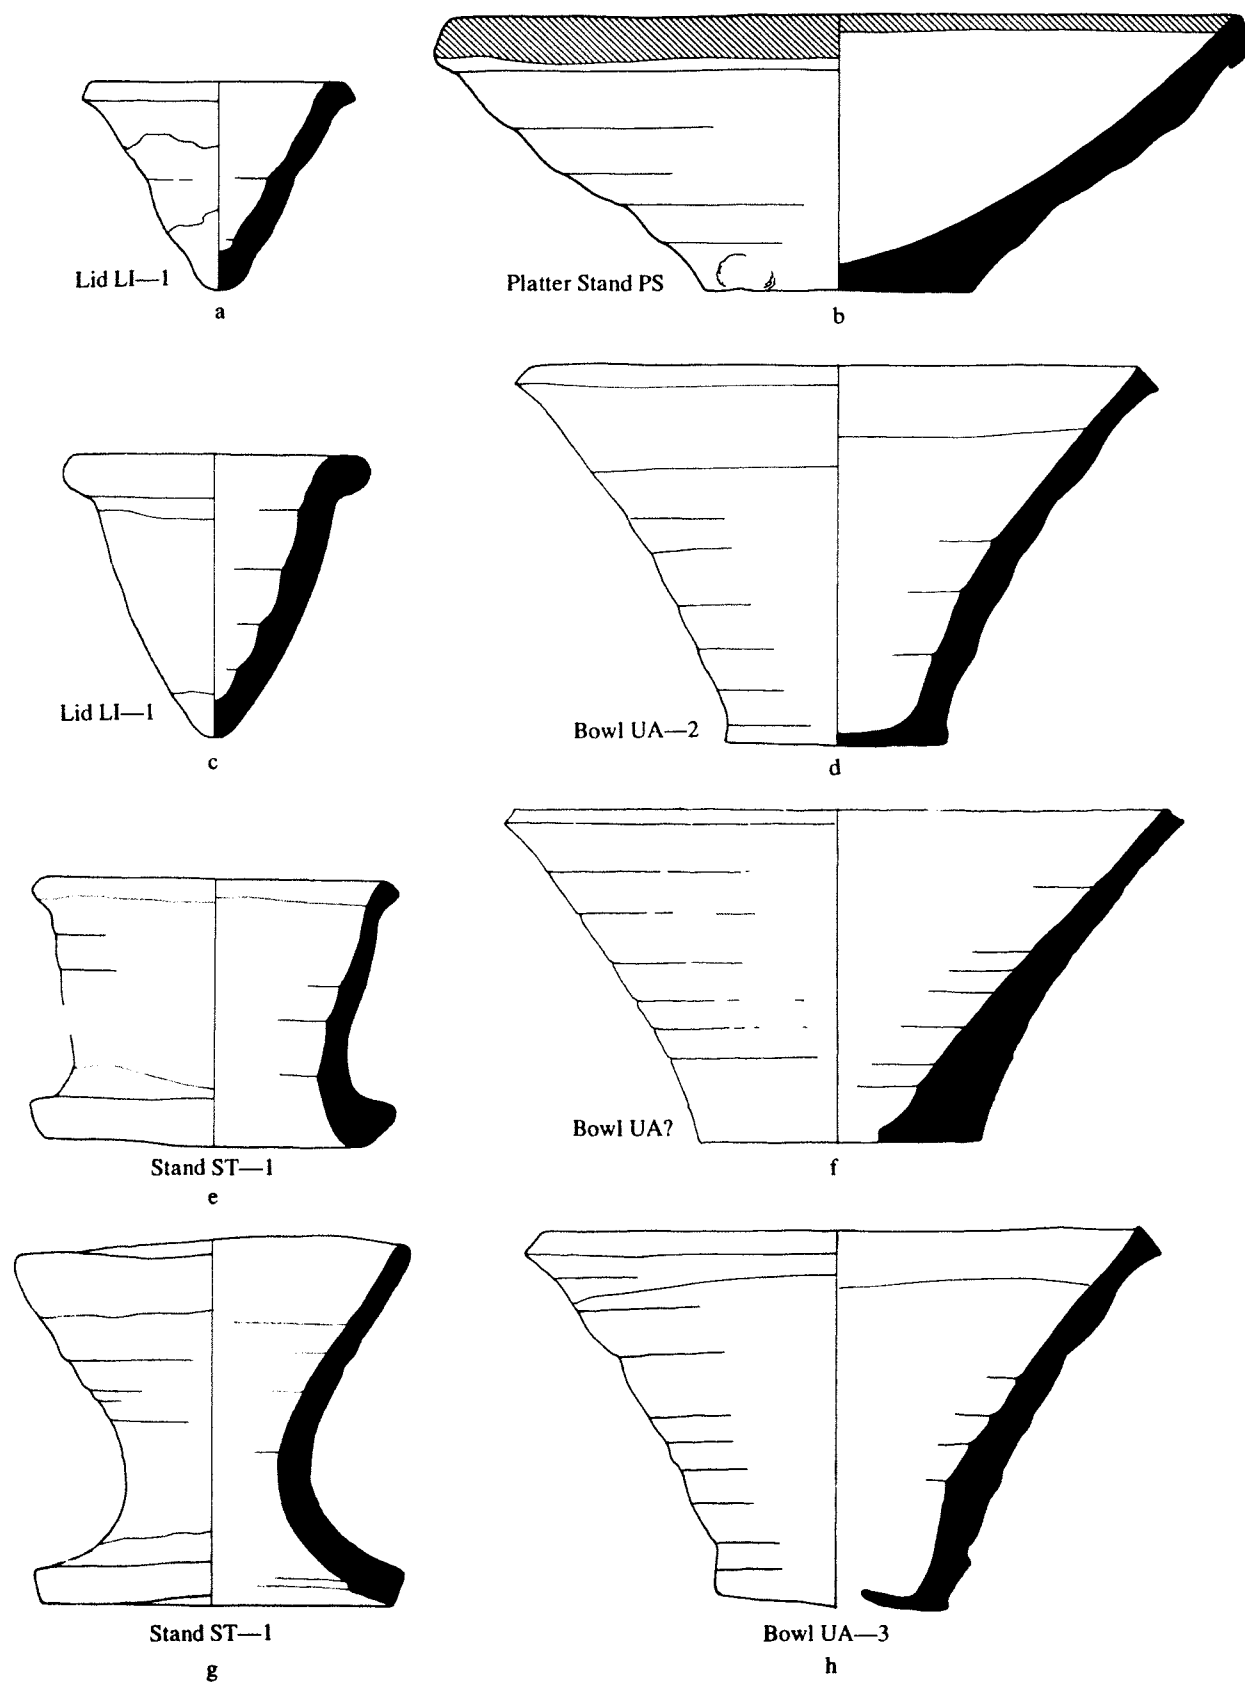 Lid LI—1
a
Platter Stand PS
b
Lid LI—1
c
Bowl UA—2
d
Stand ST—1
e
Bowl UA?
f
Stand ST—1
g
Bowl UA—3
h